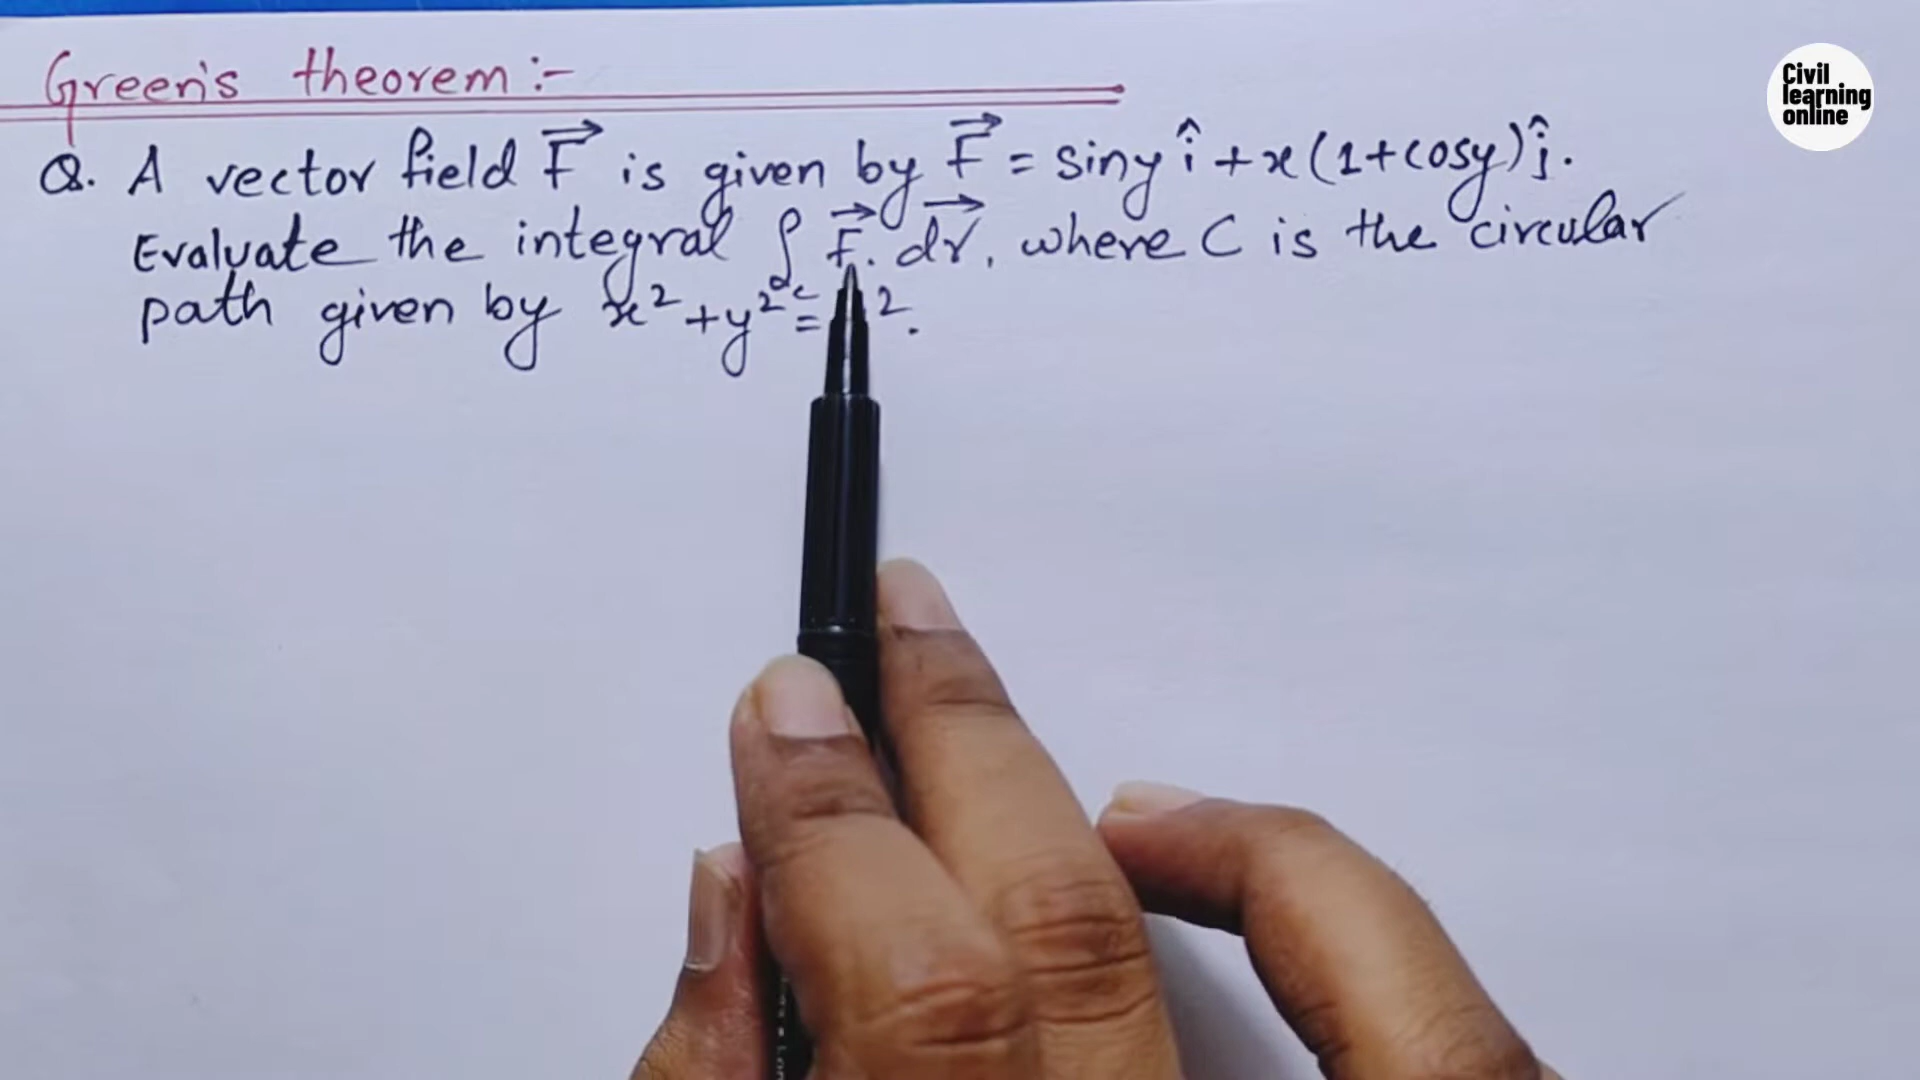 Green's theorem :-
Q. A vector field F⃗ is given by F⃗ = siny î + x(1+cosy) ĵ.
Evaluate the integral ∫c F⃗. dr⃗, where C is the circular
path given by x² + y² = ².
Civil
learning
online